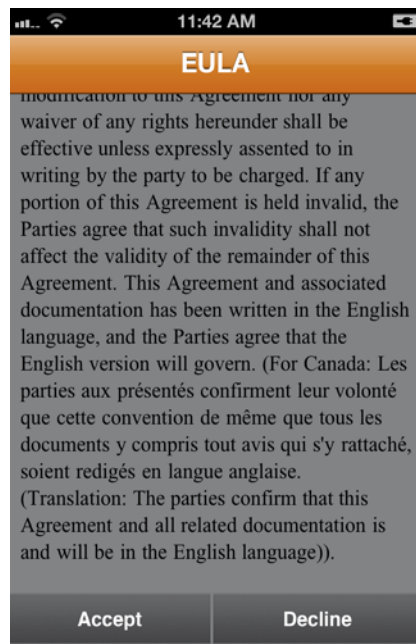 11:42 AM
EULA
modification to this Agreement nor any
waiver of any rights hereunder shall be
effective unless expressly assented to in
writing by the party to be charged. If any
portion of this Agreement is held invalid, the
Parties agree that such invalidity shall not
affect the validity of the remainder of this
Agreement. This Agreement and associated
documentation has been written in the English
language, and the Parties agree that the
English version will govern. (For Canada: Les
parties aux présentés confirment leur volonté
que cette convention de même que tous les
documents y compris tout avis qui s'y rattaché,
soient redigés en langue anglaise.
(Translation: The parties confirm that this
Agreement and all related documentation is
and will be in the English language)).
Accept
Decline